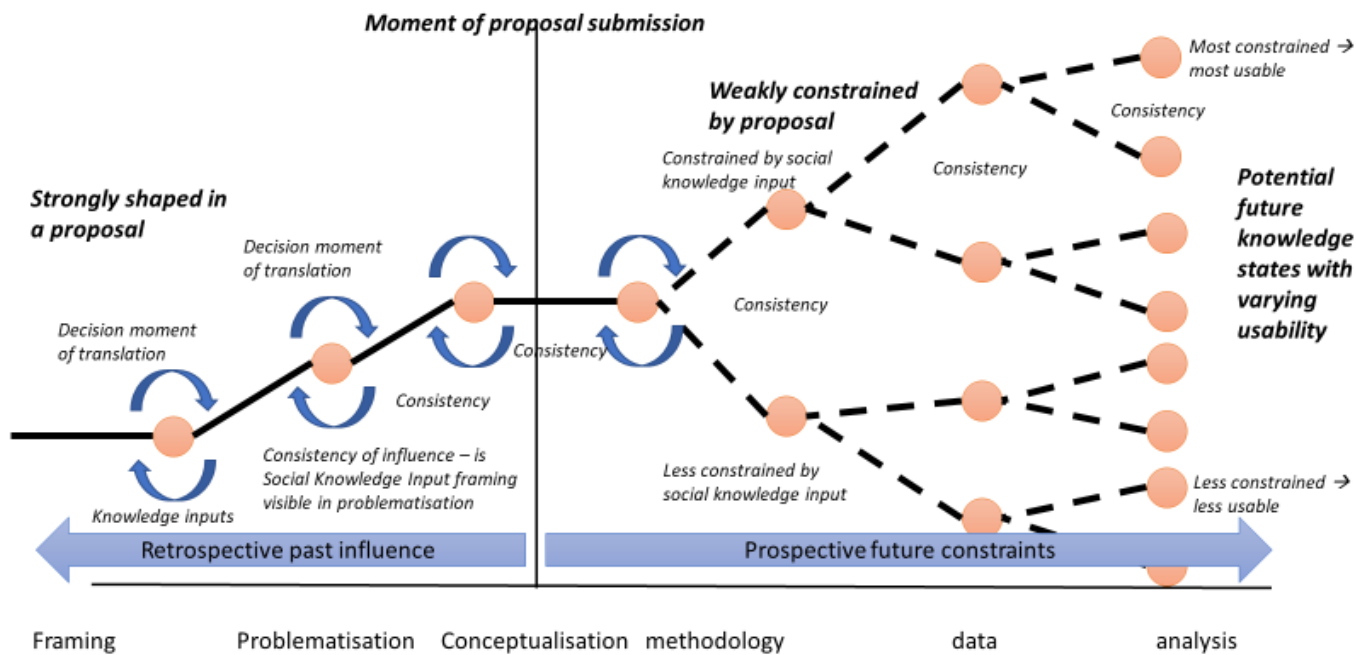 Moment of proposal submission
Most constrained →
most usable
Weakly constrained
by proposal
Consistency
Constrained by social
knowledge input
Consistency
Strongly shaped in
a proposal
Potential
future
knowledge
states with
varying
usability
Decision moment
of translation
Consistency
Decision moment
of translation
Consistency
Consistency
Consistency of influence – is
Social Knowledge Input framing
visible in problematisation
Less constrained by
social knowledge input
Less constrained →
less usable
Knowledge inputs
Retrospective past influence
Prospective future constraints
Framing
Problematisation
Conceptualisation
methodology
data
analysis